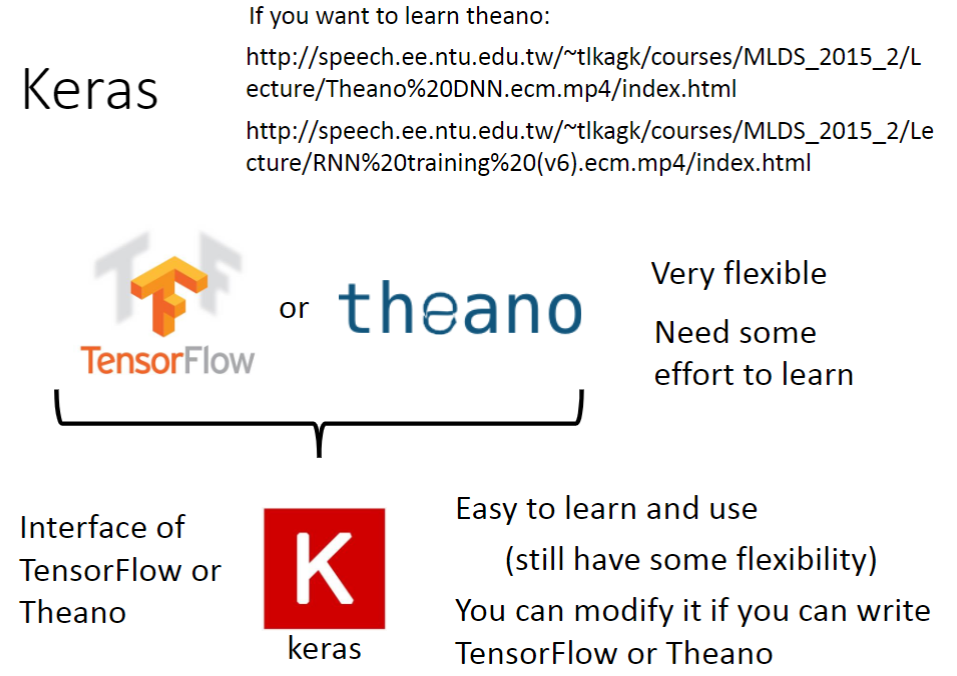 If you want to learn theano:
Keras
http://speech.ee.ntu.edu.tw/~tlkagk/courses/MLDS_2015_2/L
ecture/Theano%20DNN.ecm.mp4/index.html
http://speech.ee.ntu.edu.tw/~tlkagk/courses/MLDS_2015_2/Le
cture/RNN%20training%20(v6).ecm.mp4/index.html
TensorFlow
or
theano
Very flexible
Need some
effort to learn
Interface of
TensorFlow or
Theano
K
keras
Easy to learn and use
(still have some flexibility)
You can modify it if you can write
TensorFlow or Theano